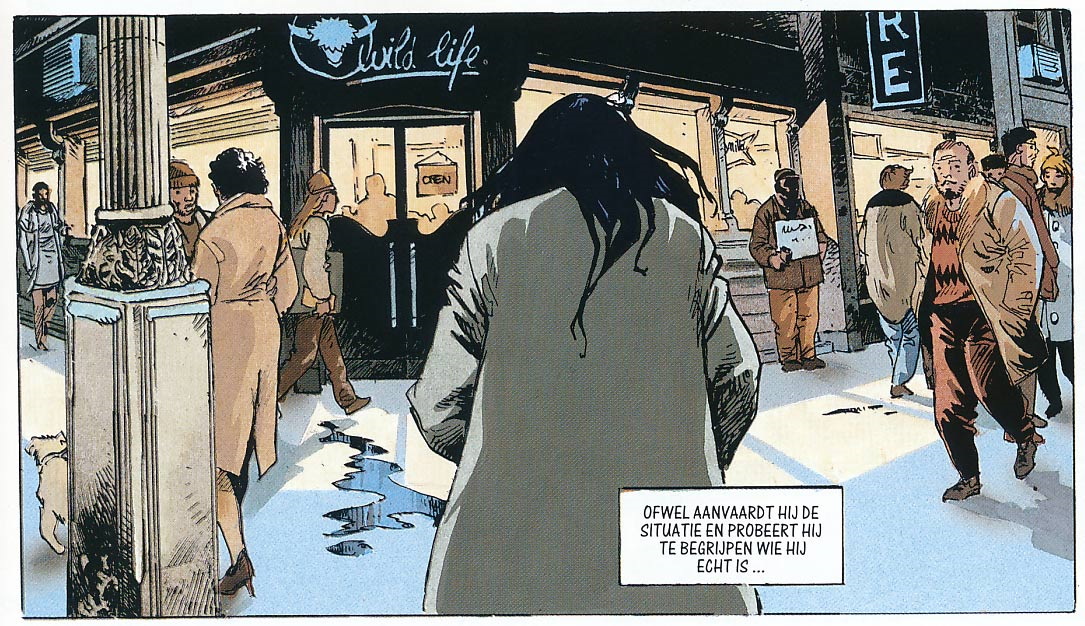 Wild life
RE
OPEN
OFWEL AANVAARDT HIJ DE
SITUATIE EN PROBEERT HIJ
TE BEGRIJPEN WIE HIJ
ECHT IS ...